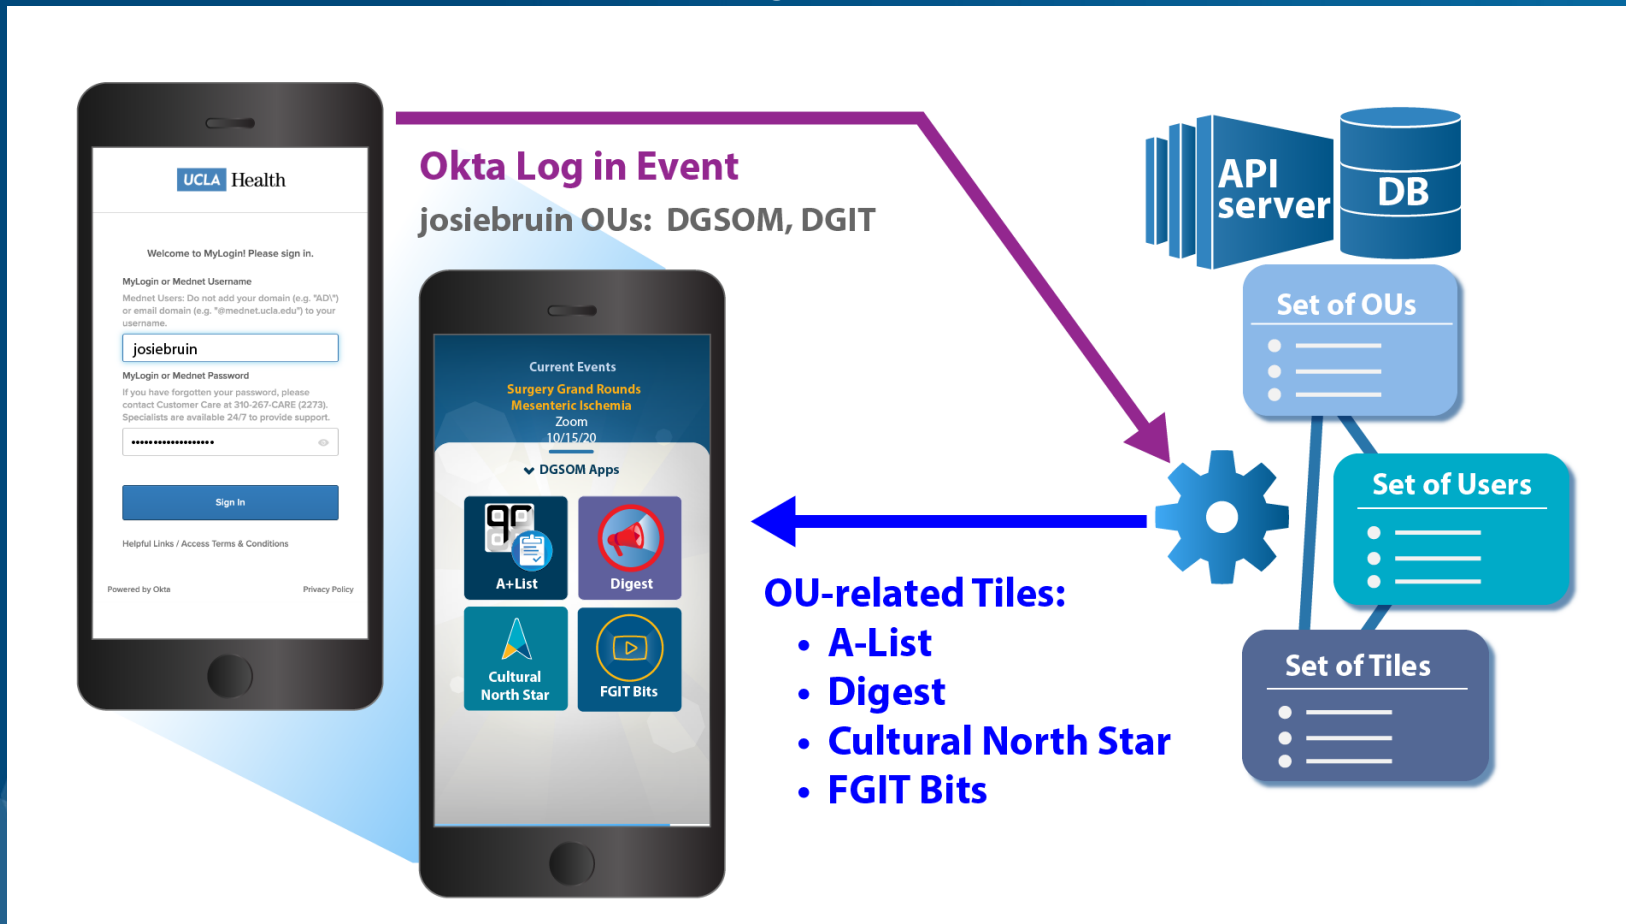 UCLA Health
Welcome to MyLogin! Please sign in.
MyLogin or Mednet Username
Mednet Users: Do not add your domain (e.g. "AD\")
or email domain (e.g. "@mednet.ucla.edu") to your
username.
josiebruin
MyLogin or Mednet Password
If you have forgotten your password, please
contact Customer Care at 310-267-CARE (2273).
Specialists are available 24/7 to provide support.
Sign In
Helpful Links / Access Terms & Conditions
Powered by Okta
Privacy Policy
Okta Log in Event
josiebruin OUs: DGSOM, DGIT
Current Events
Surgery Grand Rounds
Mesenteric Ischemia
Zoom
10/15/20
DGSOM Apps
A+List
Digest
Cultural
North Star
FGIT Bits
OU-related Tiles:
• A-List
• Digest
• Cultural North Star
• FGIT Bits
API
server
DB
Set of OUs
Set of Users
Set of Tiles